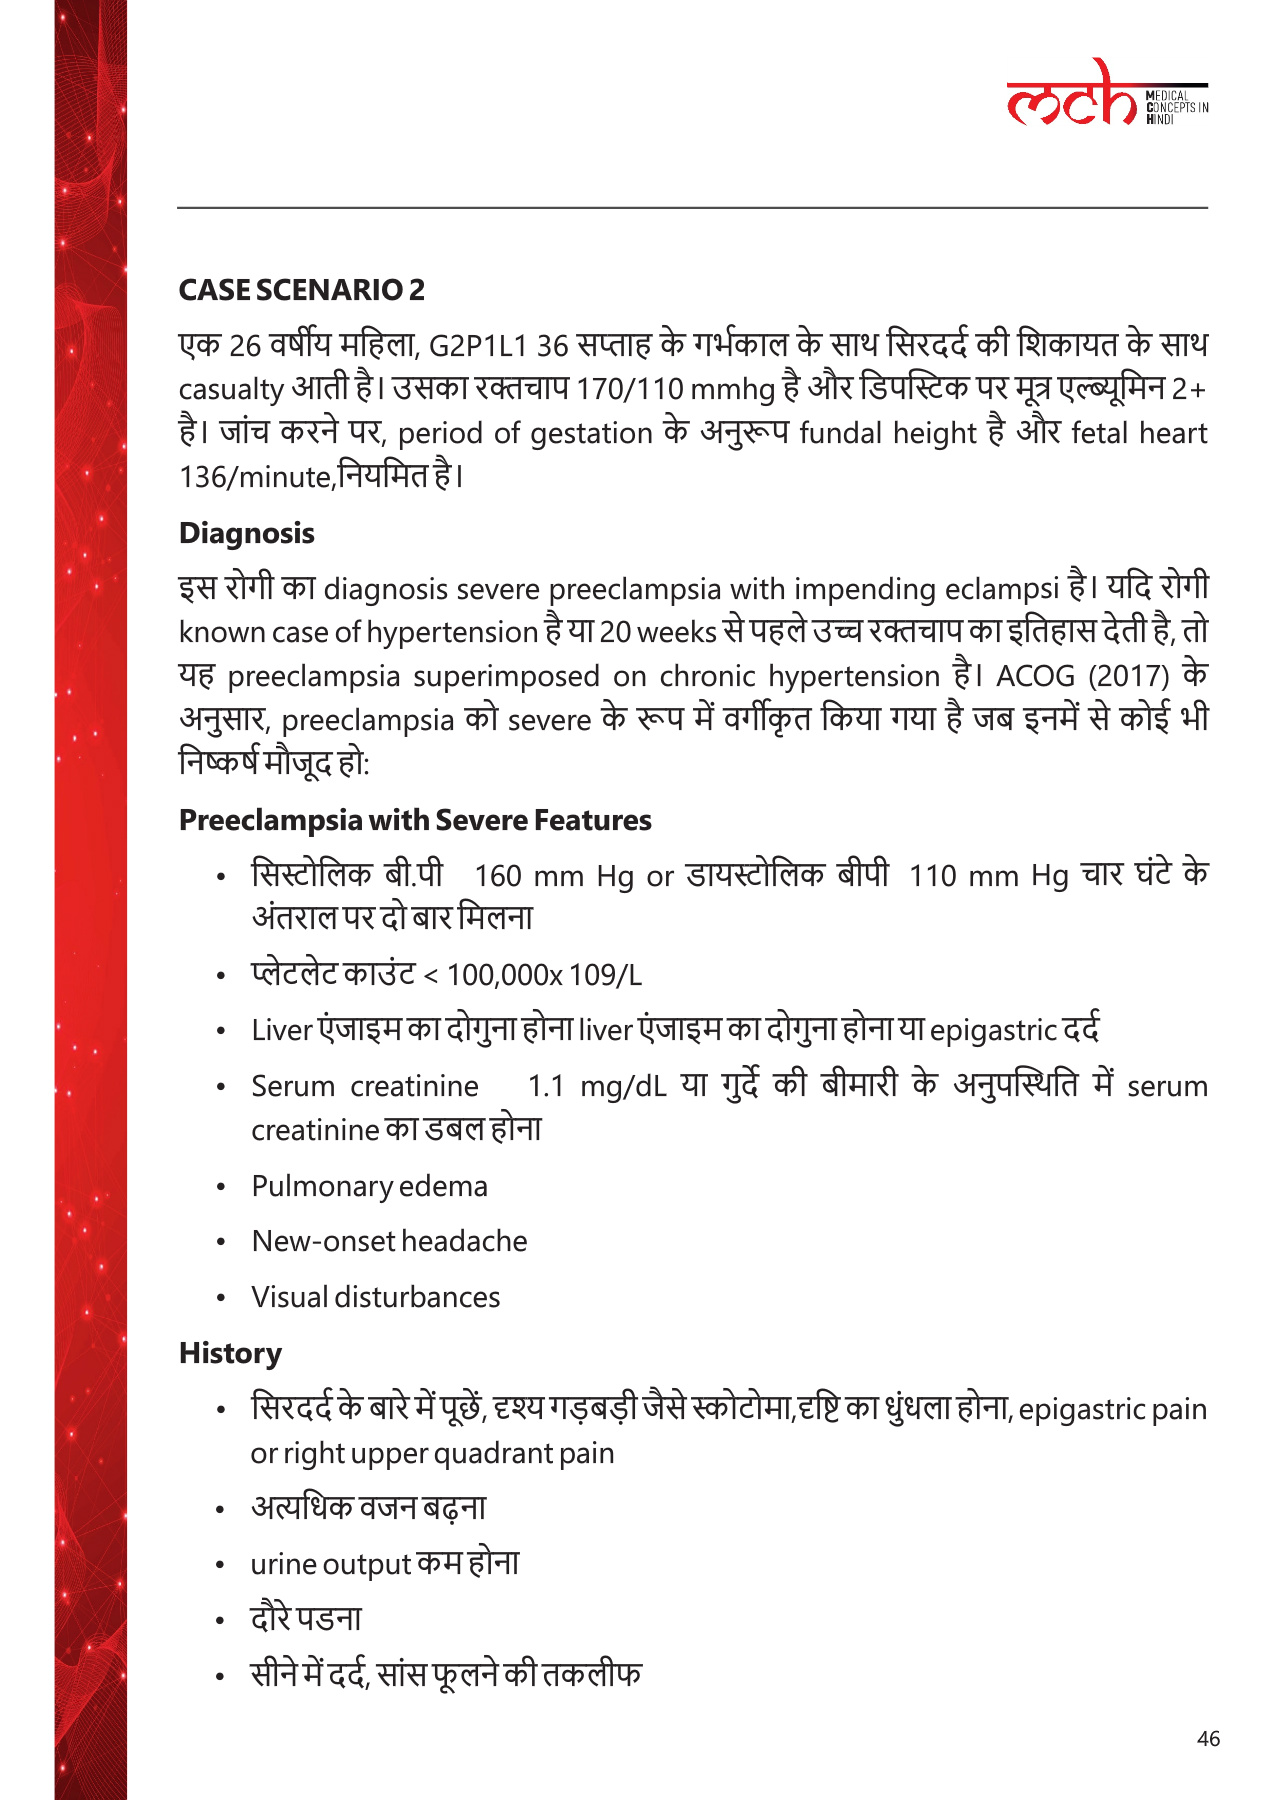 mch MEDICAL
CONCEPTS IN
HINDI
CASE SCENARIO 2
एक 26 वर्षीय महिला, G2P1L1 36 सप्ताह के गर्भकाल के साथ सिरदर्द की शिकायत के साथ
casualty आती है। उसका रक्तचाप 170/110 mmhg है और डिपस्टिक पर मूत्र एल्ब्यूमिन 2+
है। जांच करने पर, period of gestation के अनुरूप fundal height है और fetal heart
136/minute,नियमित है।
Diagnosis
इस रोगी का diagnosis severe preeclampsia with impending eclampsi है। यदि रोगी
known case of hypertension है या 20 weeks से पहले उच्च रक्तचाप का इतिहास देती है, तो
यह preeclampsia superimposed on chronic hypertension है। ACOG (2017) के
अनुसार, preeclampsia को severe के रूप में वर्गीकृत किया गया है जब इनमें से कोई भी
निष्कर्ष मौजूद हो:
Preeclampsia with Severe Features
• सिस्टोलिक बी.पी 160 mm Hg or डायस्टोलिक बीपी 110 mm Hg चार घंटे के
अंतराल पर दो बार मिलना
• प्लेटलेट काउंट < 100,000x 109/L
• Liver एंजाइम का दोगुना होना liver एंजाइम का दोगुना होना या epigastric दर्द
• Serum creatinine 1.1 mg/dL या गुर्दे की बीमारी के अनुपस्थिति में serum
creatinine का डबल होना
• Pulmonary edema
• New-onset headache
• Visual disturbances
History
• सिरदर्द के बारे में पूछें, दृश्य गड़बड़ी जैसे स्कोटोमा,दृष्टि का धुंधला होना, epigastric pain
or right upper quadrant pain
• अत्यधिक वजन बढ़ना
• urine output कम होना
• दौरे पडना
• सीने में दर्द, सांस फूलने की तकलीफ
46